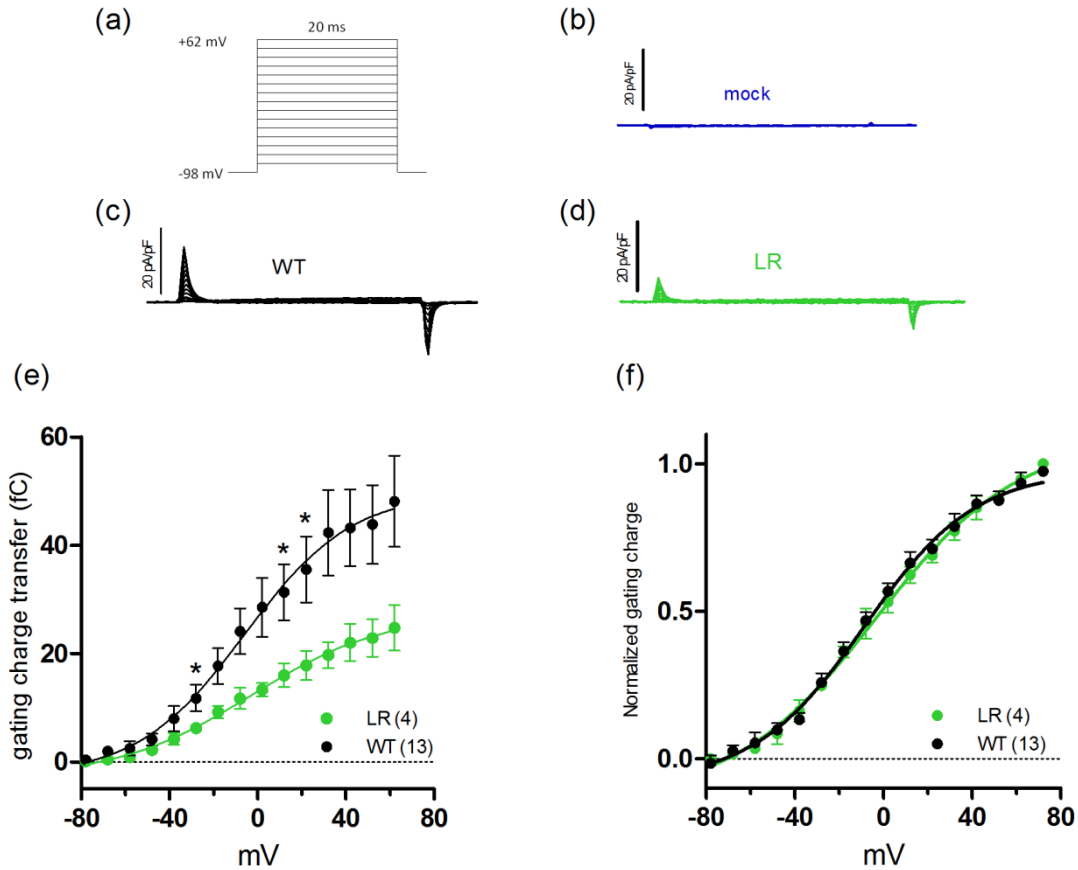 (a)
20 ms
+62 mV
-98 mV
(b)
20 pA/pF
mock
(c)
20 pA/pF
WT
(d)
20 pA/pF
LR
(e)
gating charge transfer (fC)
60
40
20
0
* * *
LR (4)
WT (13)
-80 -40 0 40 80
mV
(f)
Normalized gating charge
1.0
0.5
0.0
LR (4)
WT (13)
-80 -40 0 40 80
mV